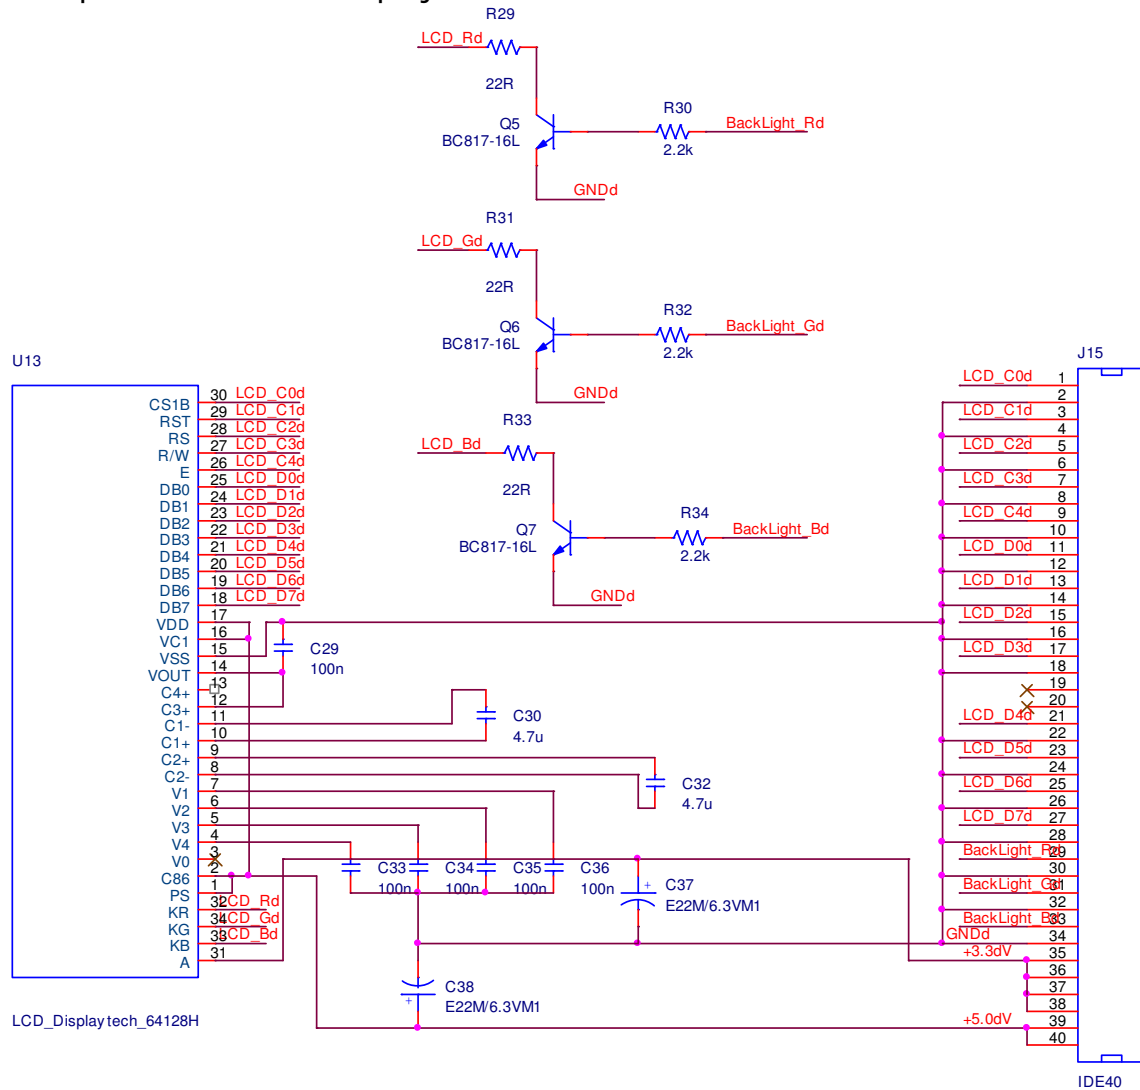 R29
LCD_Rd
22R
Q5
BC817-16L
R30
BackLight_Rd
2.2k
GNDd
R31
LCD_Gd
22R
Q6
BC817-16L
R32
BackLight_Gd
2.2k
GNDd
R33
LCD_Bd
22R
Q7
BC817-16L
R34
BackLight_Bd
2.2k
GNDd
U13
CS1B 30 LCD_C0d
RST 29 LCD_C1d
RS 28 LCD_C2d
R/W 27 LCD_C3d
E 26 LCD_C4d
DB0 25 LCD_D0d
DB1 24 LCD_D1d
DB2 23 LCD_D2d
DB3 22 LCD_D3d
DB4 21 LCD_D4d
DB5 20 LCD_D5d
DB6 19 LCD_D6d
DB7 18 LCD_D7d
VDD 17
VC1 16
VSS 15
VOUT 14
C4+ 13
C3+ 12
C1- 11
C1+ 10
C2+ 9
C2- 8
V1 7
V2 6
V3 5
V4 4
V0 3
C86 2
PS 1
KR 32 LCD_Rd
KG 34 LCD_Gd
KB 33 LCD_Bd
A 31
LCD_Displaytech_64128H
C29
100n
C30
4.7u
C32
4.7u
C33
100n
C34
100n
C35
100n
C36
100n
C37
E22M/6.3VM1
C38
E22M/6.3VM1
J15
LCD_C0d 1
2
LCD_C1d 3
4
LCD_C2d 5
6
LCD_C3d 7
8
LCD_C4d 9
10
LCD_D0d 11
12
LCD_D1d 13
14
LCD_D2d 15
16
LCD_D3d 17
18
19
20
LCD_D4d 21
22
LCD_D5d 23
24
LCD_D6d 25
26
LCD_D7d 27
28
BackLight_Rd 29
30
BackLight_Gd 31
32
BackLight_Bd 33
GNDd 34
+3.3dV 35
36
37
38
+5.0dV 39
40
IDE40